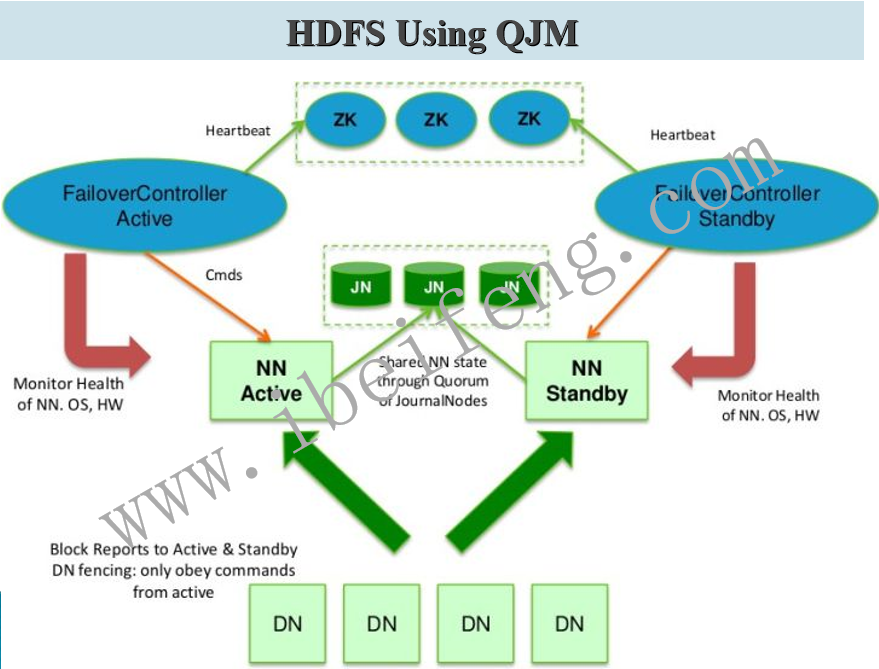 HDFS Using QJM
ZK
ZK
ZK
Heartbeat
Heartbeat
FailoverController
Active
FailoverController
Standby
Cmds
JN
JN
JN
NN
Active
Shared NN state
through Quorum
of JournalNodes
NN
Standby
Monitor Health
of NN. OS, HW
Monitor Health
of NN. OS, HW
www.ibeifeng.com
Block Reports to Active & Standby
DN fencing: only obey commands
from active
DN
DN
DN
DN